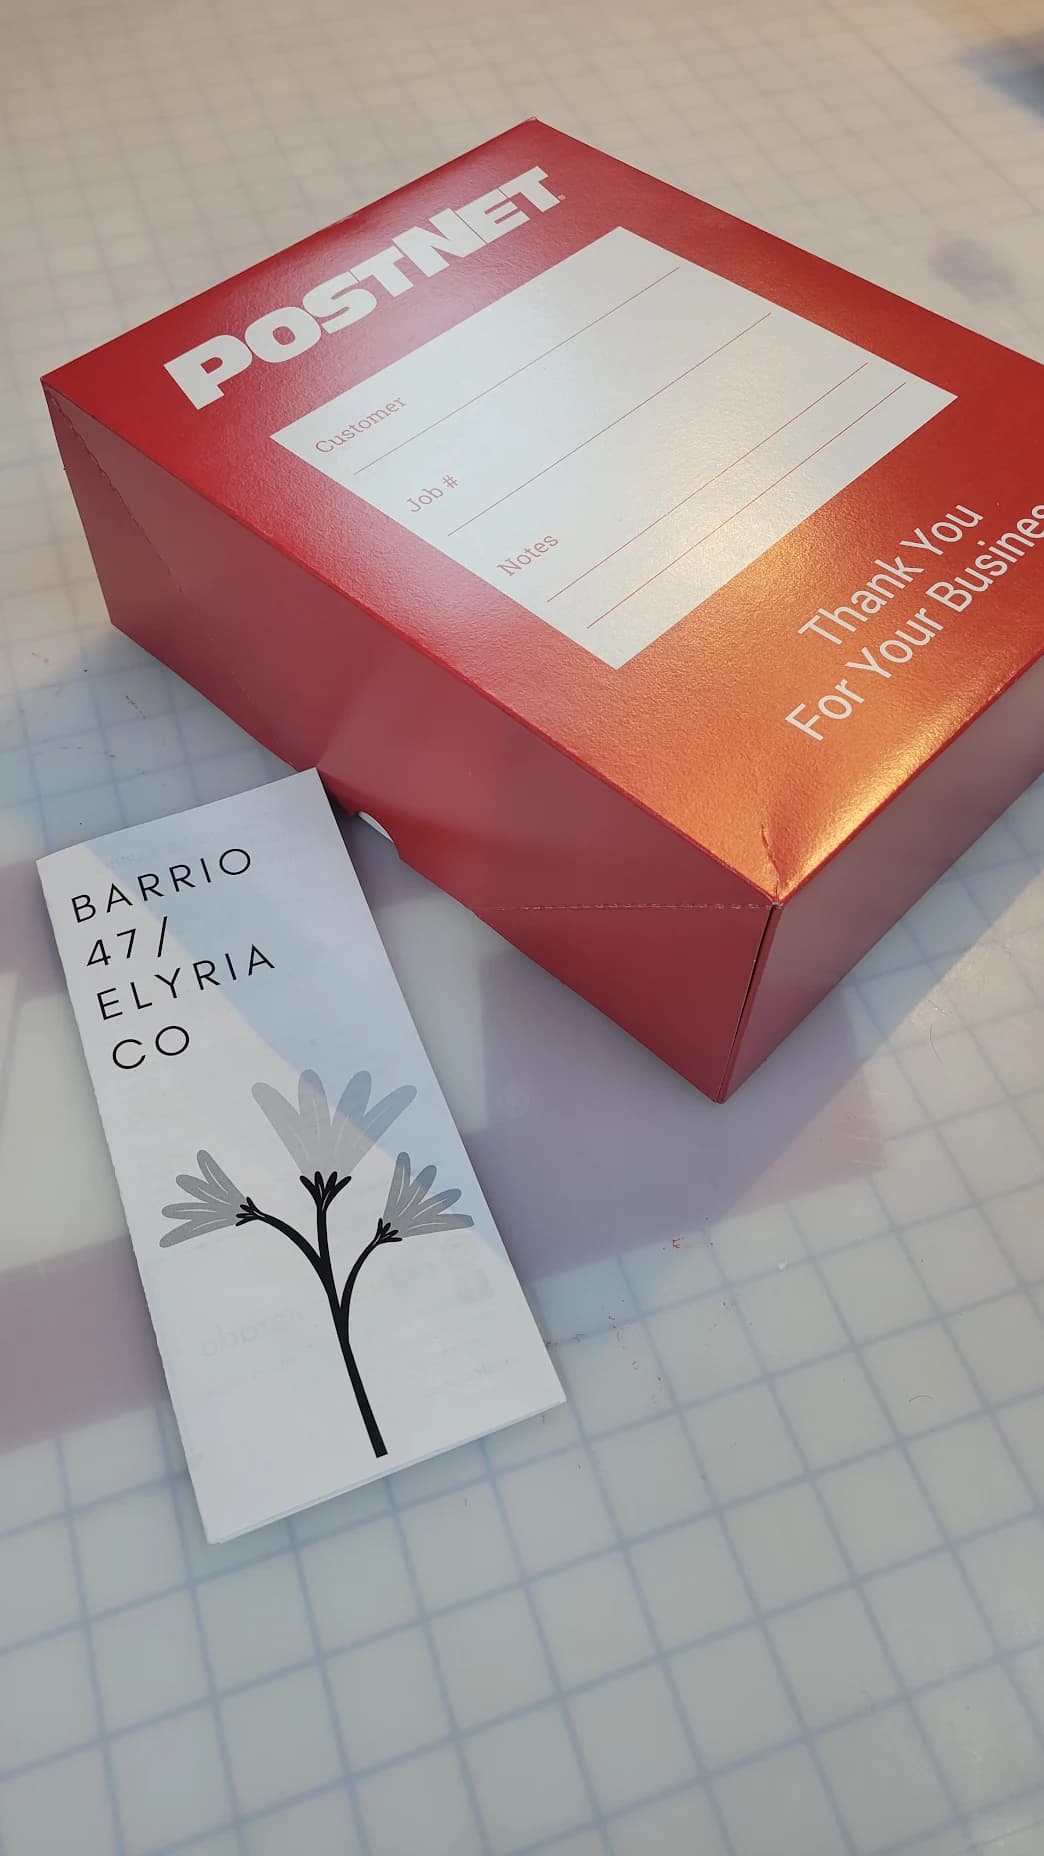 POSTNET
Customer
Job #
Notes
Thank You
For Your Busines
BARRIO
47/
ELYRIA
CO